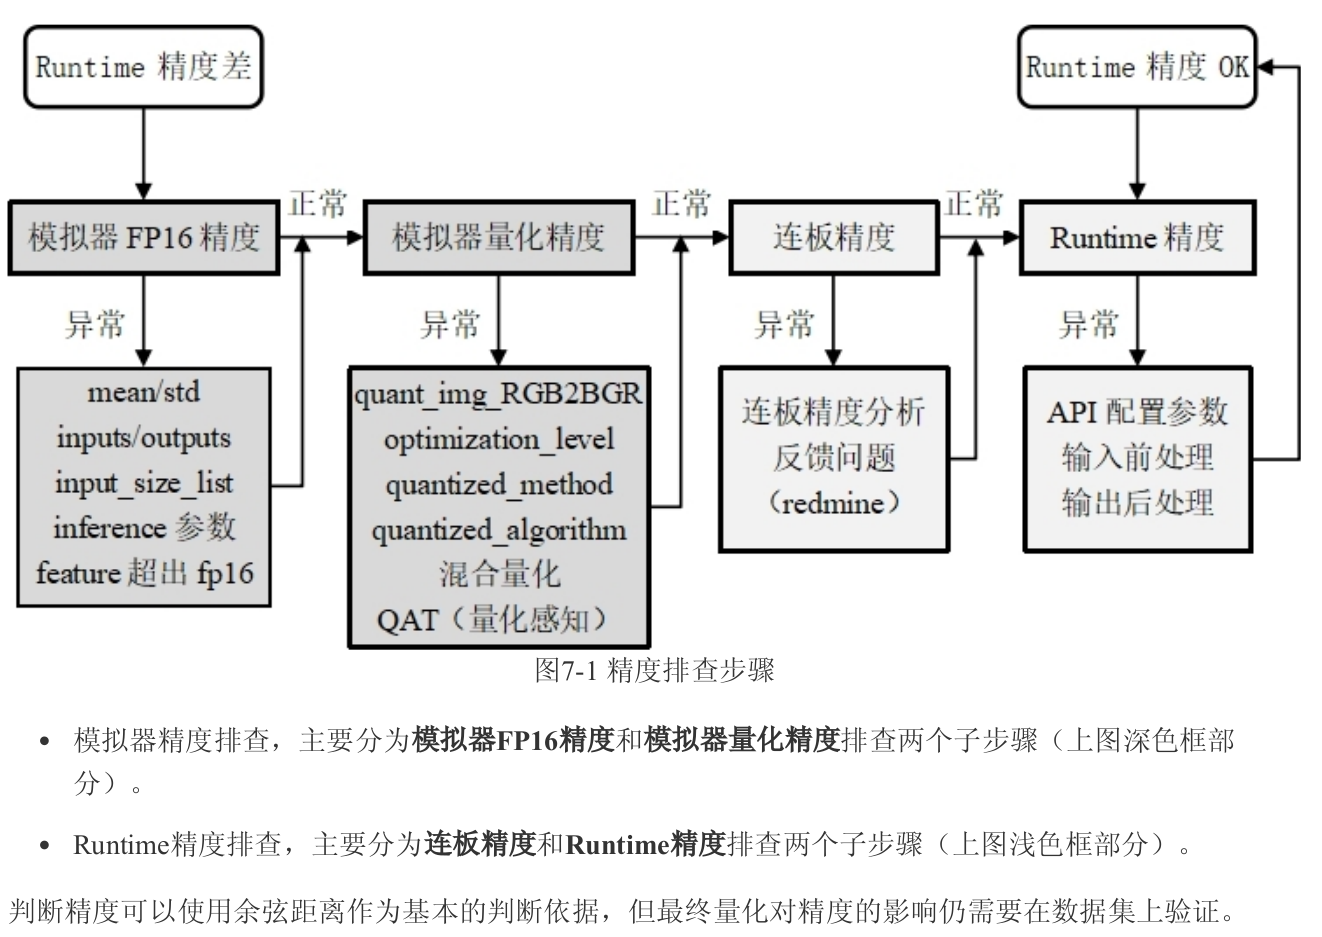 Runtime 精度差
Runtime 精度 OK
模拟器 FP16 精度
正常
模拟器量化精度
正常
连板精度
正常
Runtime 精度
异常
异常
异常
异常
mean/std
inputs/outputs
input_size_list
inference 参数
feature 超出 fp16
quant_img_RGB2BGR
optimization_level
quantized_method
quantized_algorithm
混合量化
QAT（量化感知）
连板精度分析
反馈问题
（redmine）
API 配置参数
输入前处理
输出后处理
图7-1 精度排查步骤
• 模拟器精度排查，主要分为模拟器FP16精度和模拟器量化精度排查两个子步骤（上图深色框部
分）。
• Runtime精度排查，主要分为连板精度和Runtime精度排查两个子步骤（上图浅色框部分）。
判断精度可以使用余弦距离作为基本的判断依据，但最终量化对精度的影响仍需要在数据集上验证。